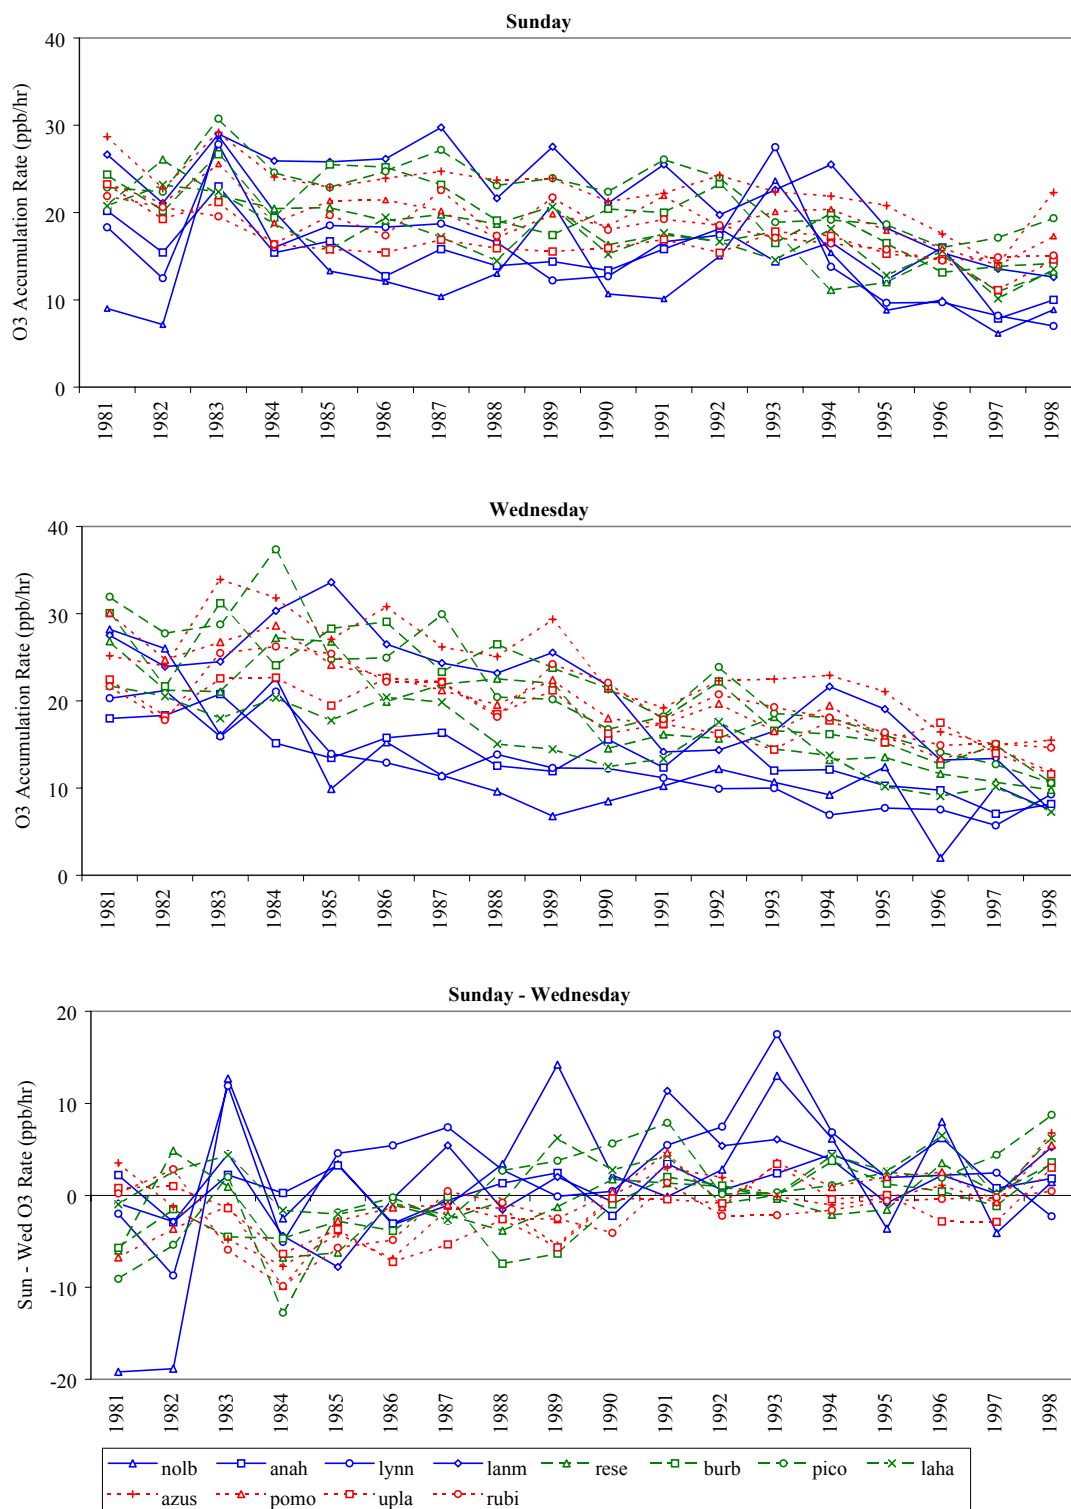 Sunday
O3 Accumulation Rate (ppb/hr)
40
30
20
10
0
1981 1982 1983 1984 1985 1986 1987 1988 1989 1990 1991 1992 1993 1994 1995 1996 1997 1998
Wednesday
O3 Accumulation Rate (ppb/hr)
40
30
20
10
0
1981 1982 1983 1984 1985 1986 1987 1988 1989 1990 1991 1992 1993 1994 1995 1996 1997 1998
Sunday - Wednesday
Sun - Wed O3 Rate (ppb/hr)
20
10
0
-10
-20
1981 1982 1983 1984 1985 1986 1987 1988 1989 1990 1991 1992 1993 1994 1995 1996 1997 1998
nolb anah lynn lanm rese burb pico laha
azus pomo upla rubi